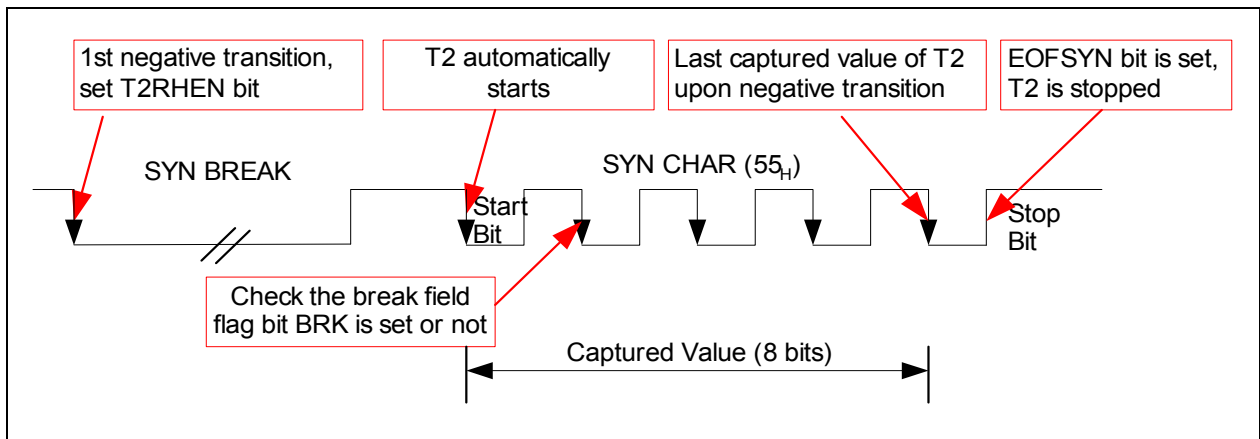 1st negative transition,
set T2RHEN bit
T2 automatically
starts
Last captured value of T2
upon negative transition
EOFSYN bit is set,
T2 is stopped
SYN BREAK
SYN CHAR (55H)
Start
Bit
Stop
Bit
Check the break field
flag bit BRK is set or not
Captured Value (8 bits)